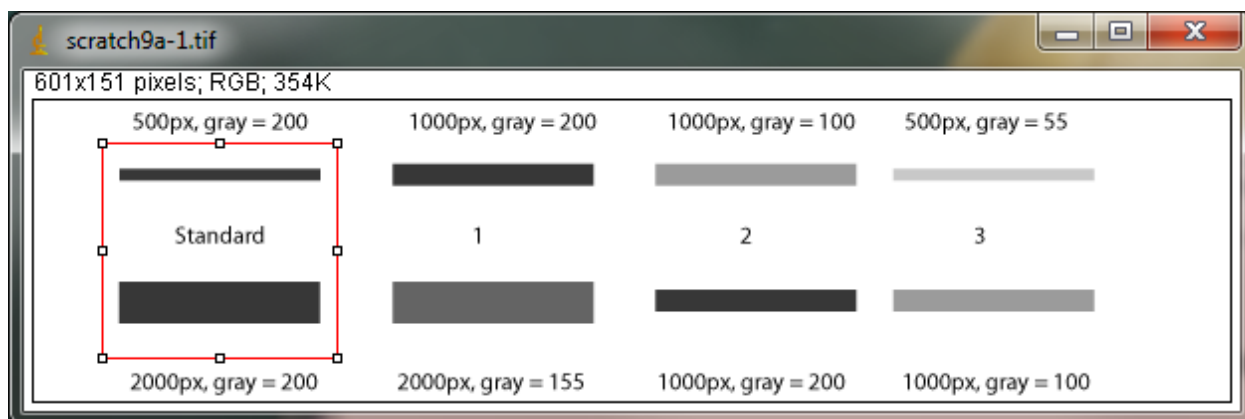 scratch9a-1.tif
601x151 pixels; RGB; 354K
500px, gray = 200 1000px, gray = 200 1000px, gray = 100 500px, gray = 55
Standard 1 2 3
2000px, gray = 200 2000px, gray = 155 1000px, gray = 200 1000px, gray = 100